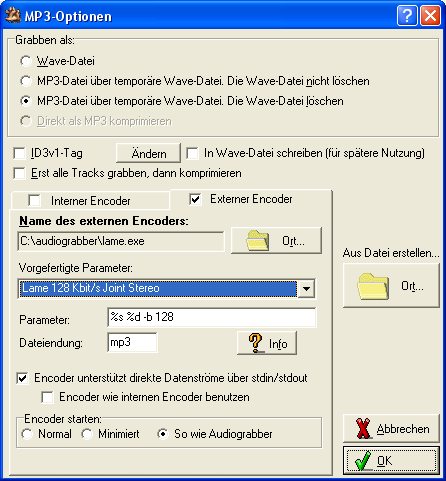 MP3-Optionen
Grabben als:
Wave-Datei
MP3-Datei über temporäre Wave-Datei. Die Wave-Datei nicht löschen
MP3-Datei über temporäre Wave-Datei. Die Wave-Datei löschen
Direkt als MP3 komprimieren
ID3v1-Tag
Ändern
In Wave-Datei schreiben (für spätere Nutzung)
Erst alle Tracks grabben, dann komprimieren
Interner Encoder
Externer Encoder
Name des externen Encoders:
C:\audiograbber\lame.exe
Ort...
Aus Datei erstellen...
Ort...
Vorgefertigte Parameter:
Lame 128 Kbit/s Joint Stereo
Parameter:
%s %d -b 128
Dateiendung:
mp3
Info
Encoder unterstützt direkte Datenströme über stdin/stdout
Encoder wie internen Encoder benutzen
Encoder starten:
Normal
Minimiert
So wie Audiograbber
Abbrechen
OK